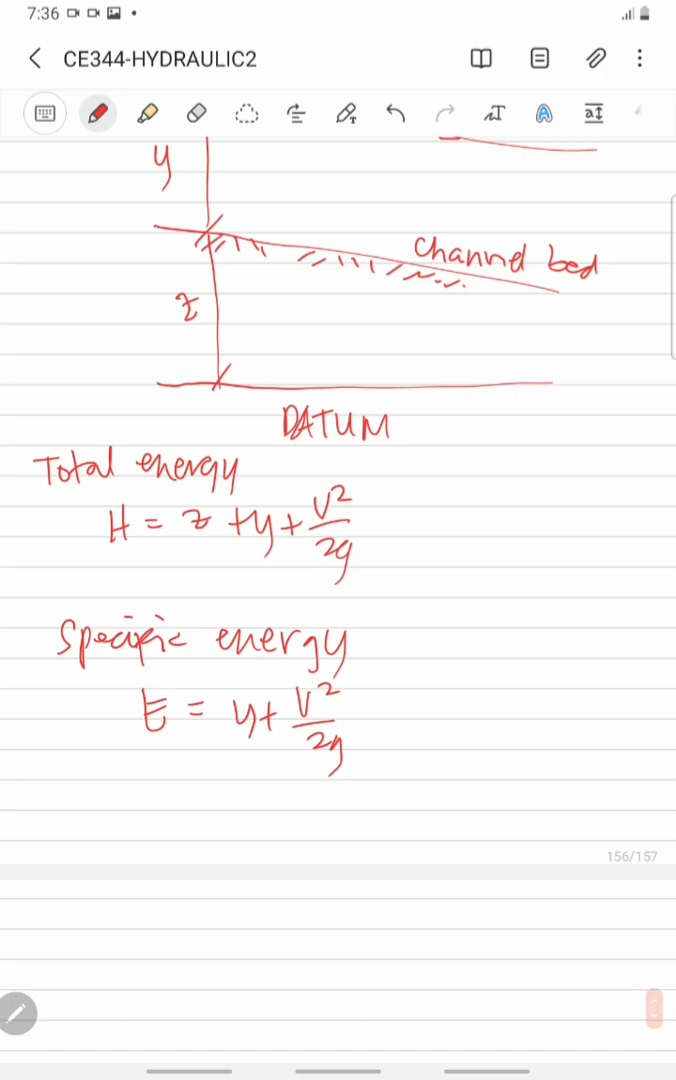 7:36
CE344-HYDRAULIC2
y
Channel bed
z
DATUM
Total energy
H = z + y + V²/2g
Specific energy
E = y + V²/2g
156/157